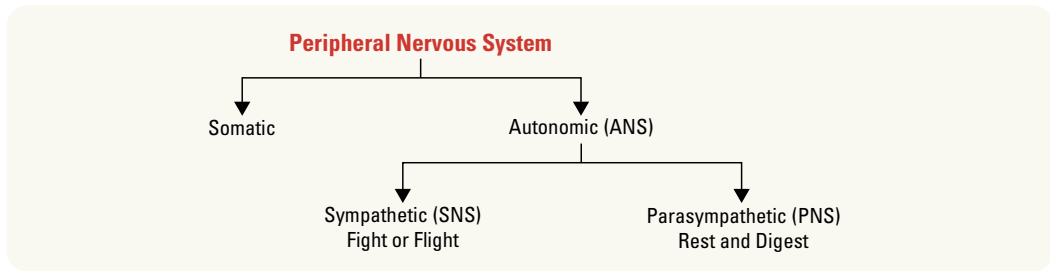 Peripheral Nervous System
Somatic
Autonomic (ANS)
Sympathetic (SNS)
Fight or Flight
Parasympathetic (PNS)
Rest and Digest